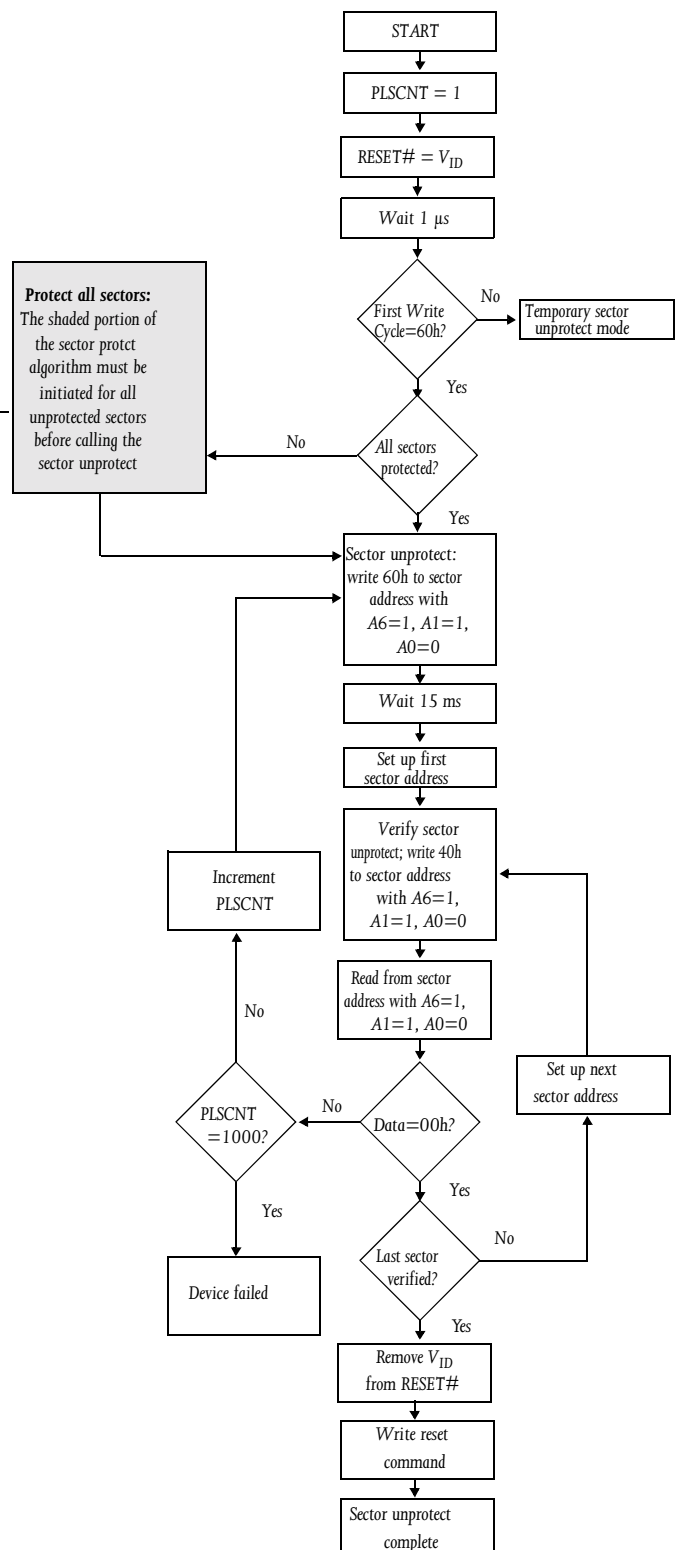 START
PLSCNT = 1
RESET# = VID
Wait 1 µs
First Write
Cycle=60h?
No
Temporary sector
unprotect mode
Yes
Protect all sectors:
The shaded portion of
the sector protct
algorithm must be
initiated for all
unprotected sectors
before calling the
sector unprotect
No
All sectors
protected?
Yes
Sector unprotect:
write 60h to sector
address with
A6=1, A1=1,
A0=0
Wait 15 ms
Set up first
sector address
Verify sector
unprotect; write 40h
to sector address
with A6=1,
A1=1, A0=0
Increment
PLSCNT
Read from sector
address with A6=1,
A1=1, A0=0
No
Set up next
sector address
PLSCNT
=1000?
No
Data=00h?
Yes
Yes
Last sector
verified?
No
Device failed
Yes
Remove VID
from RESET#
Write reset
command
Sector unprotect
complete